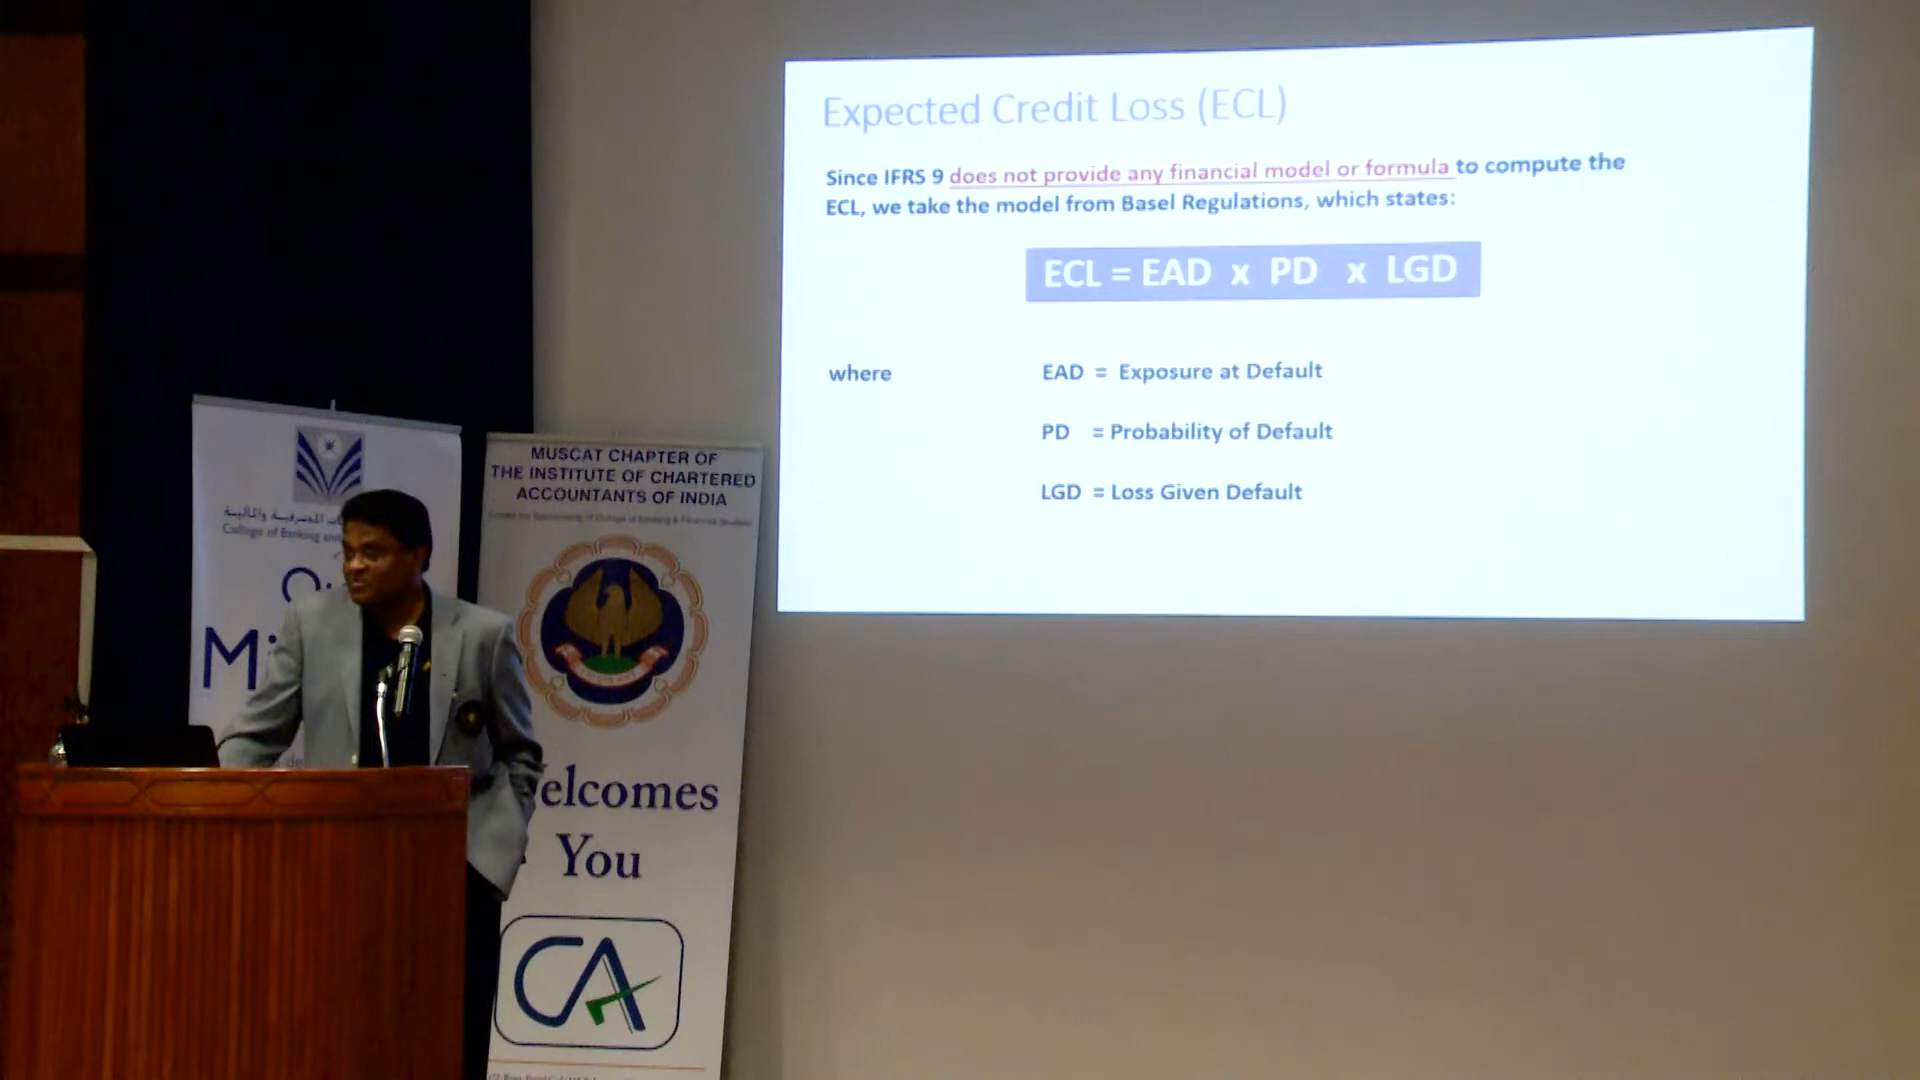 Expected Credit Loss (ECL)
Since IFRS 9 does not provide any financial model or formula to compute the
ECL, we take the model from Basel Regulations, which states:
ECL = EAD x PD x LGD
where
EAD = Exposure at Default
PD = Probability of Default
LGD = Loss Given Default
College of Banking
MUSCAT CHAPTER OF
THE INSTITUTE OF CHARTERED
ACCOUNTANTS OF INDIA
elcomes
You
CA